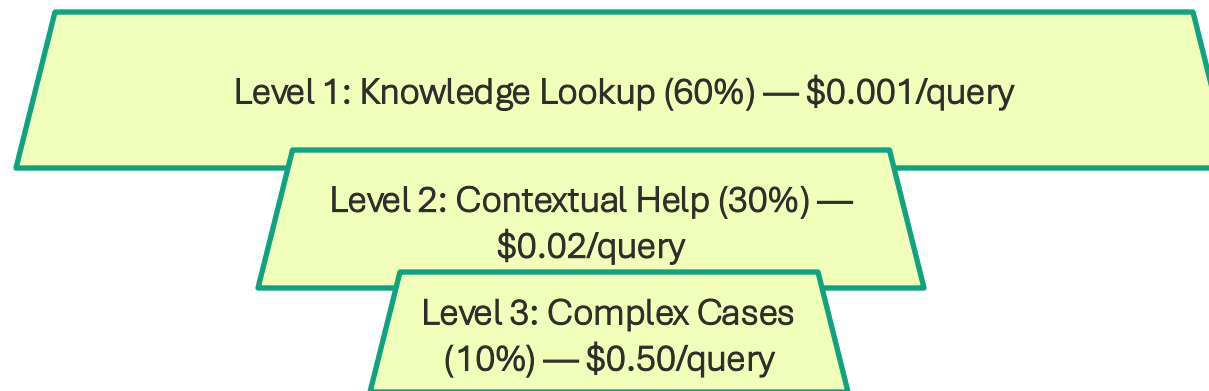 Level 1: Knowledge Lookup (60%) — $0.001/query
Level 2: Contextual Help (30%) —
$0.02/query
Level 3: Complex Cases
(10%) — $0.50/query